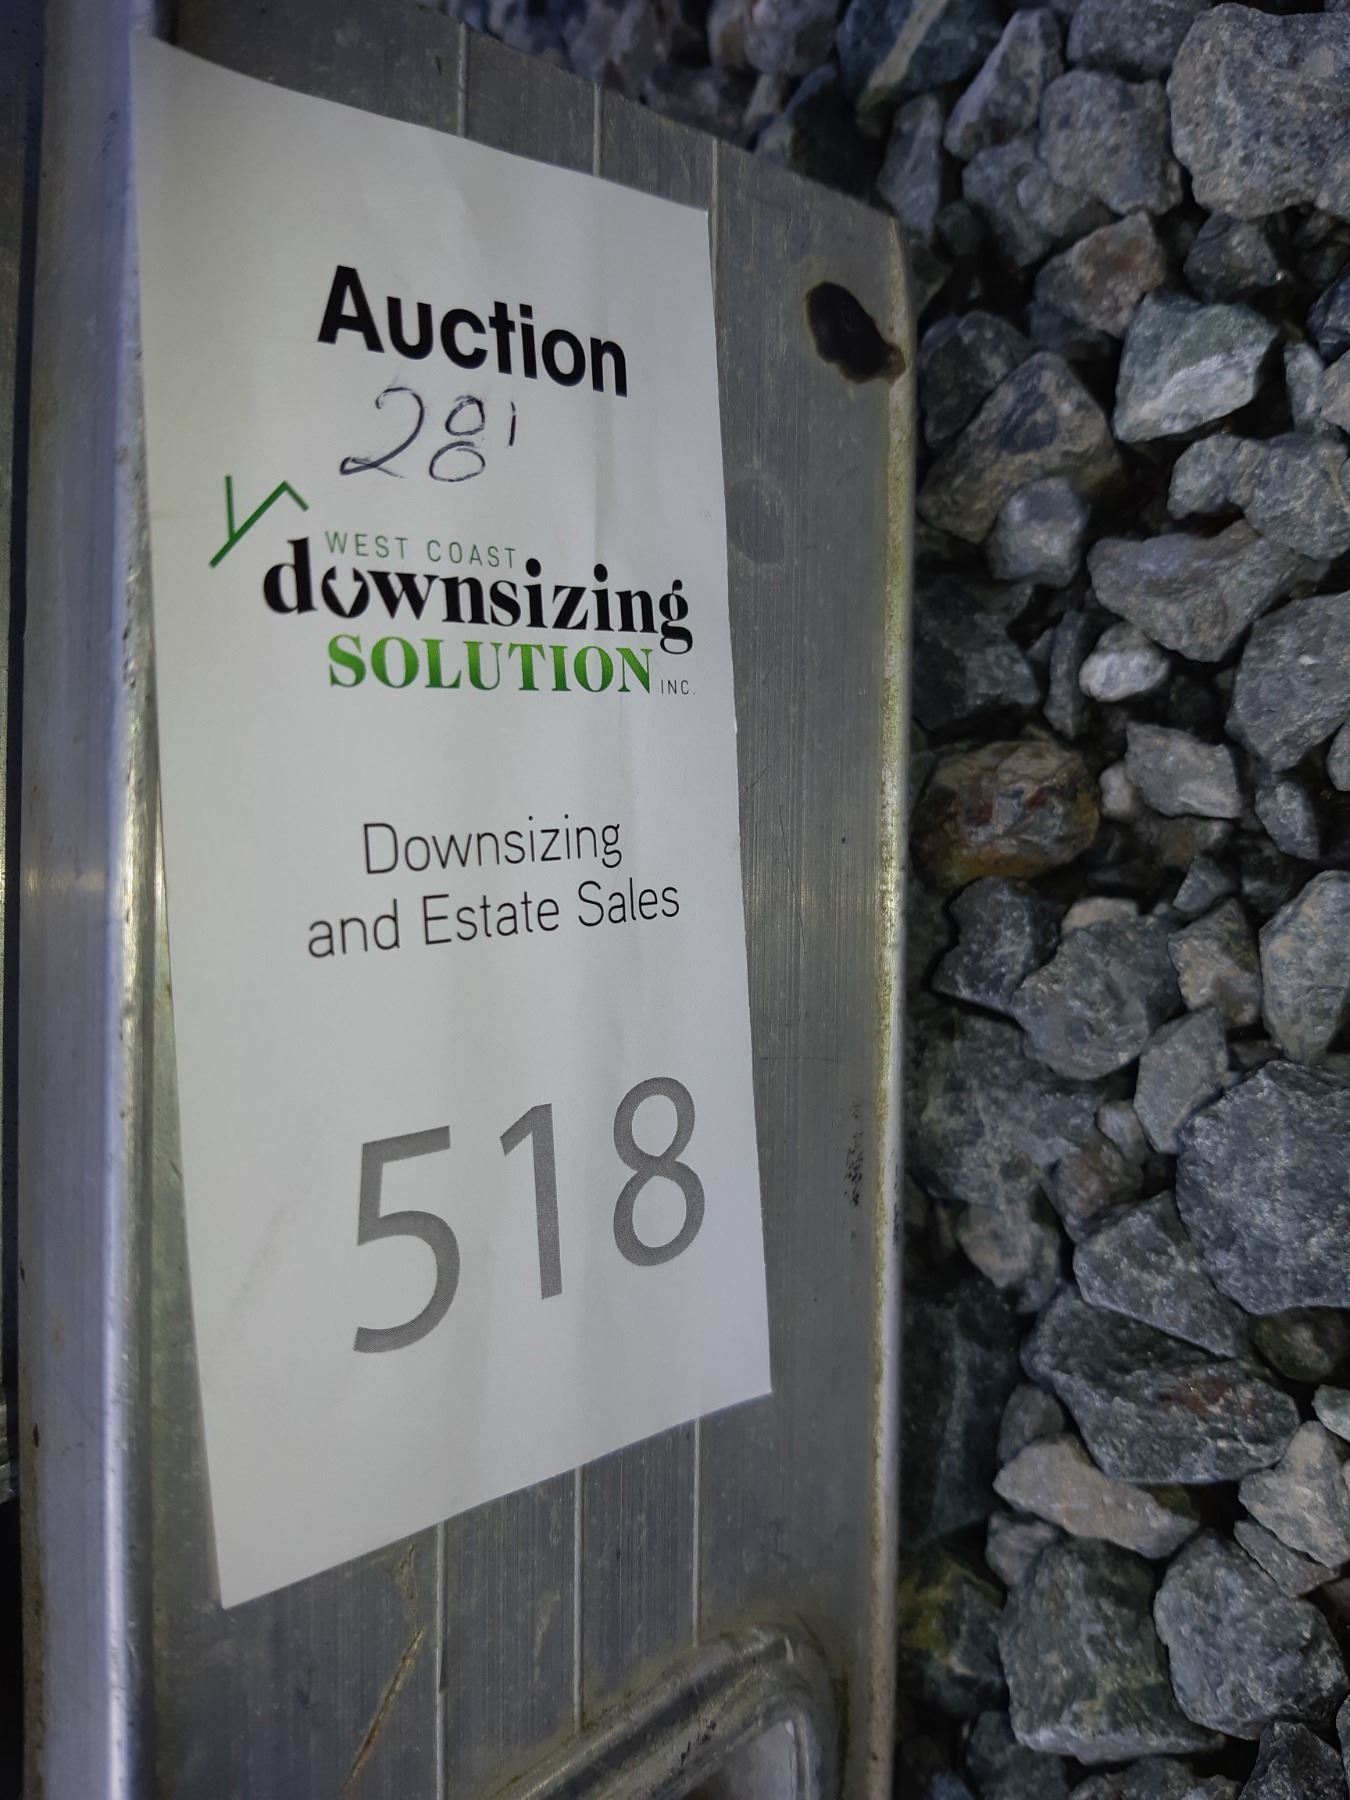 Auction
28'
WEST COAST
downsizing
SOLUTION INC.
Downsizing
and Estate Sales
518